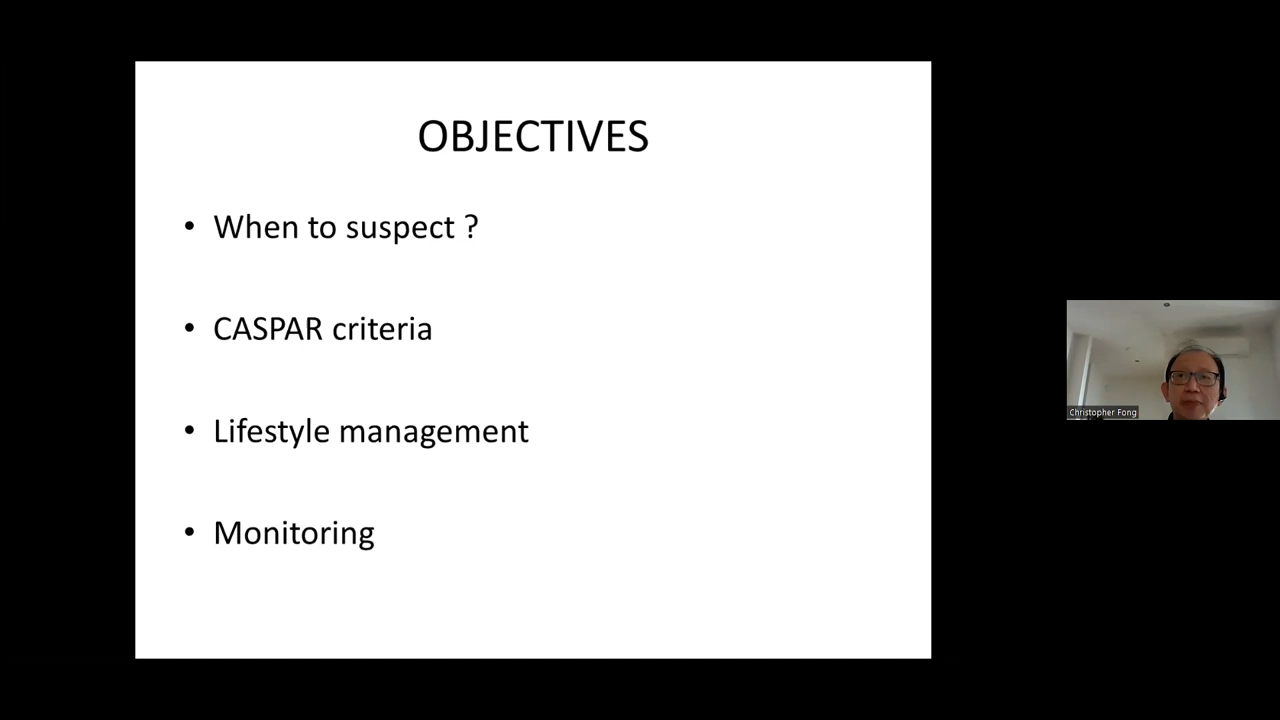 OBJECTIVES
• When to suspect ?
• CASPAR criteria
• Lifestyle management
• Monitoring
Christopher Fong